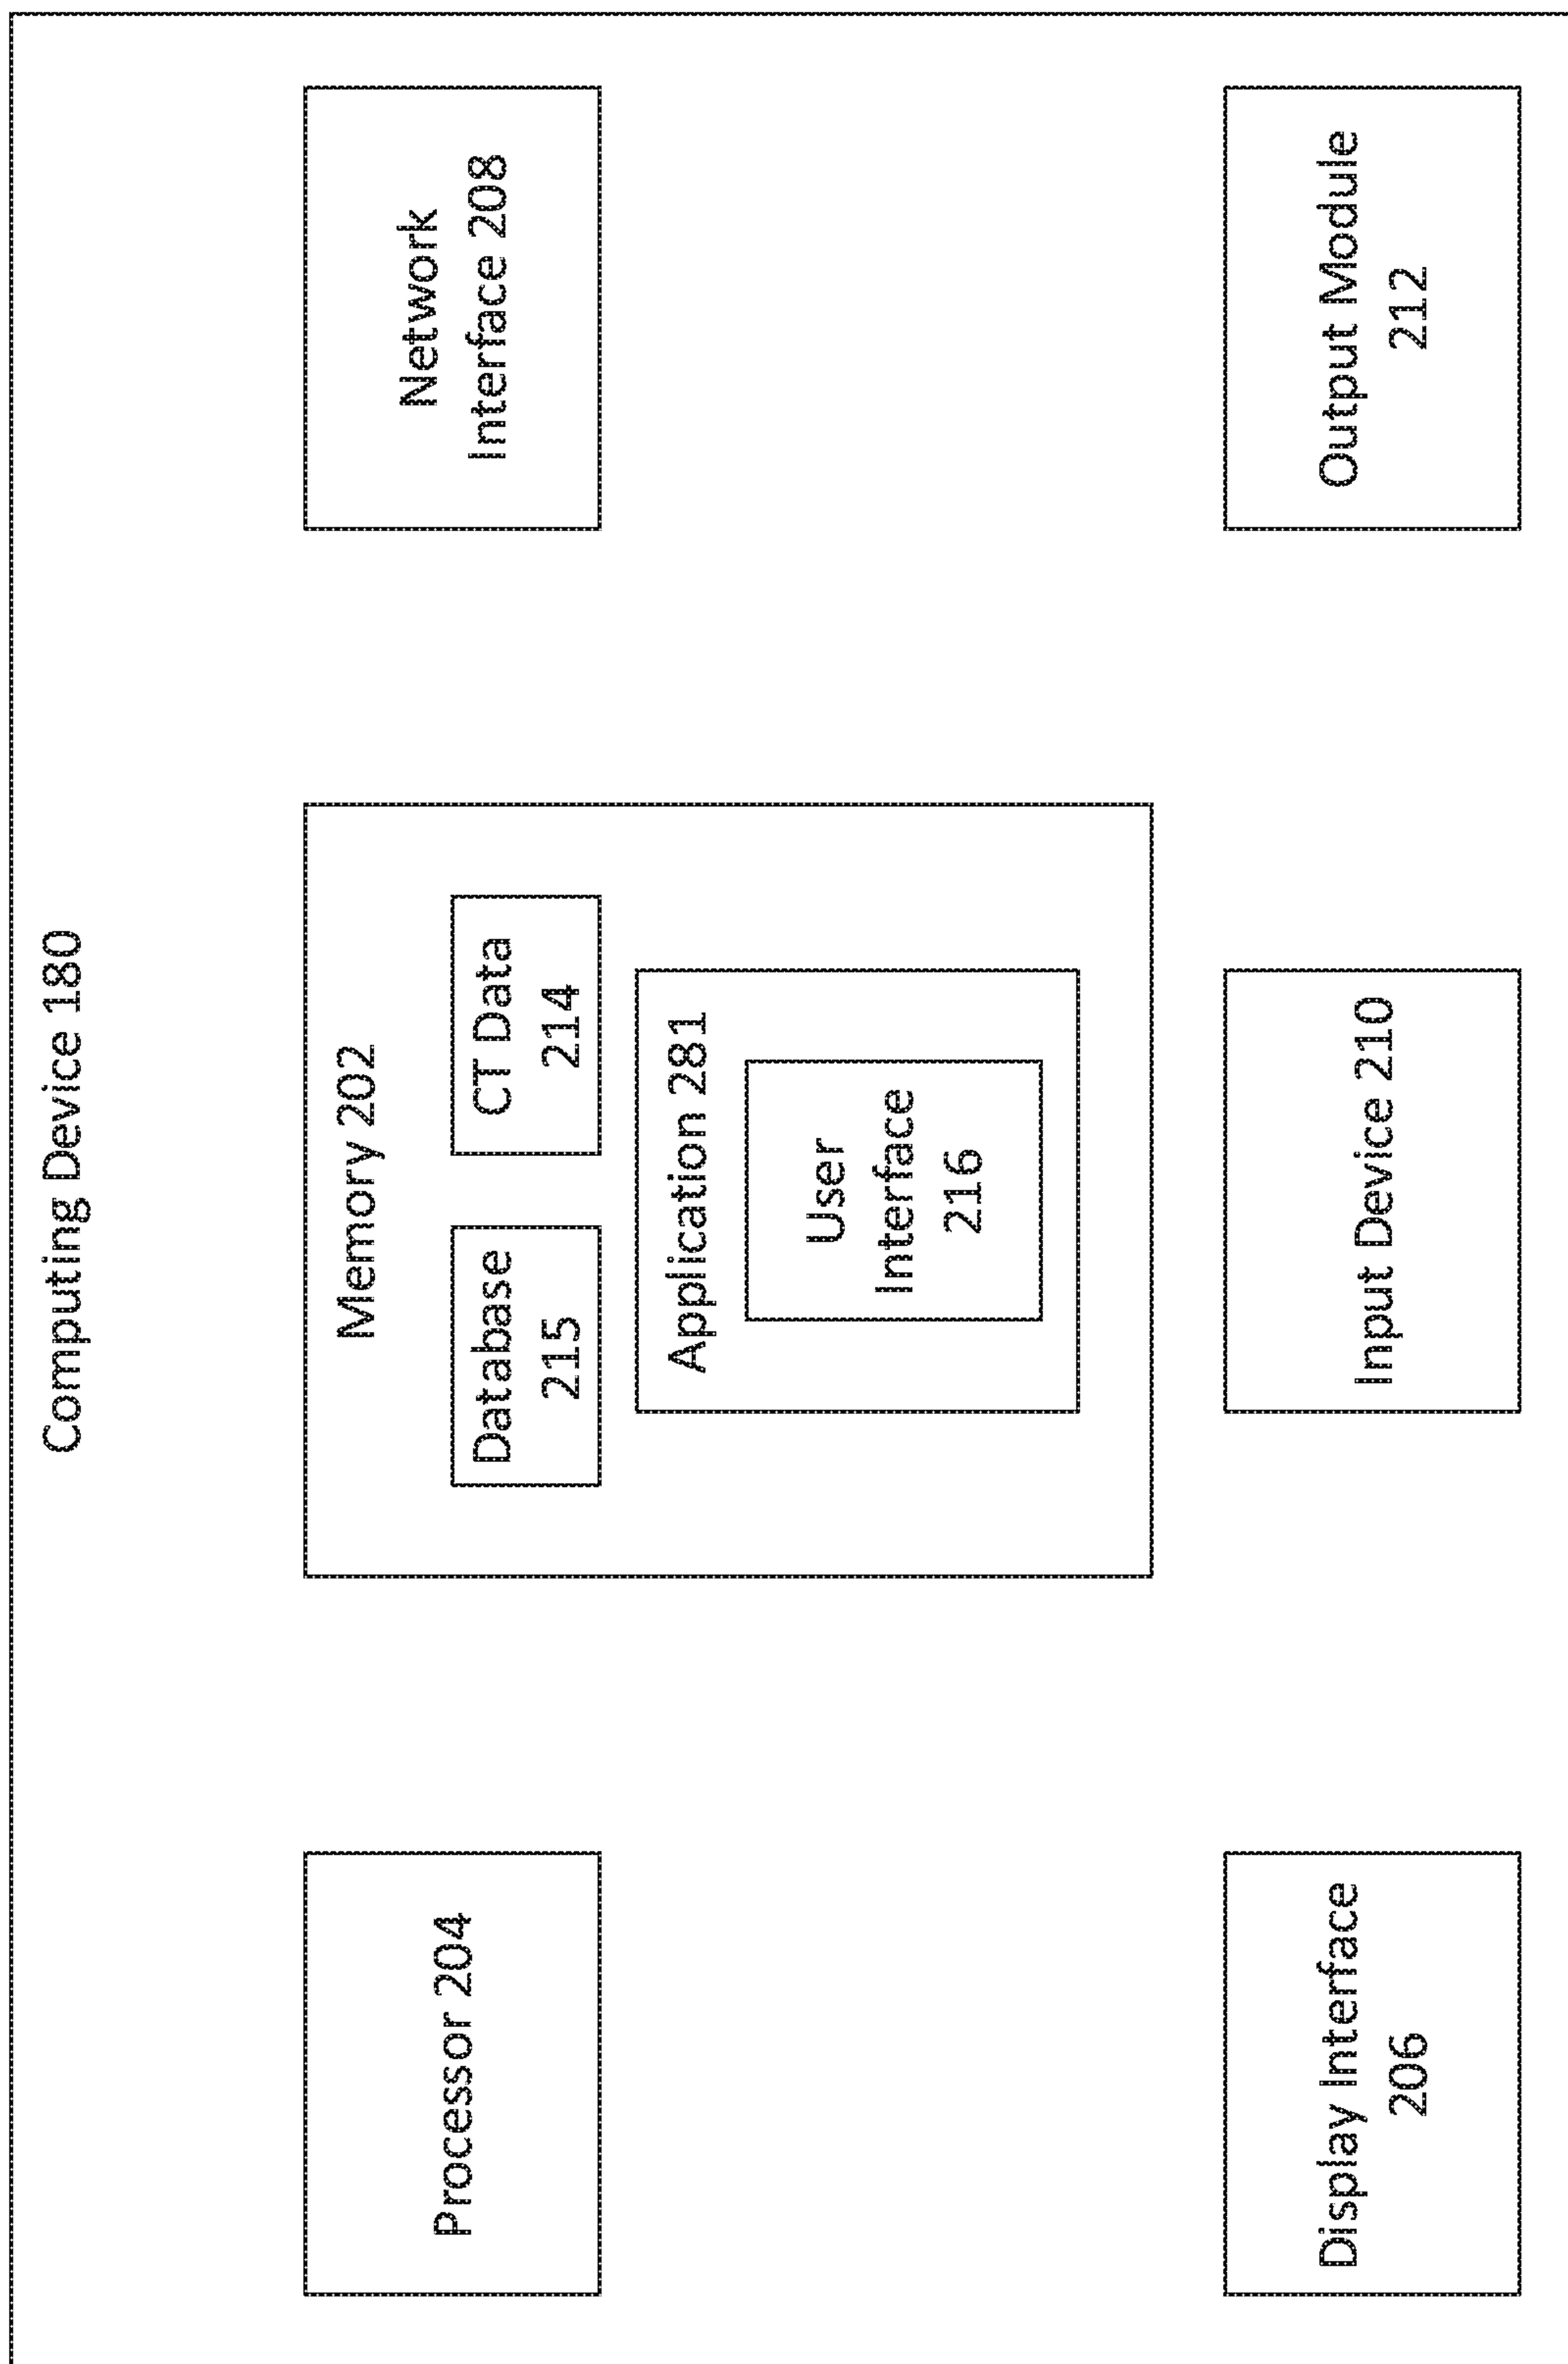 Computing Device 180
Processor 204
Memory 202
Database
215
CT Data
214
Application 281
User
Interface
216
Network
Interface 208
Display Interface
206
Input Device 210
Output Module
212